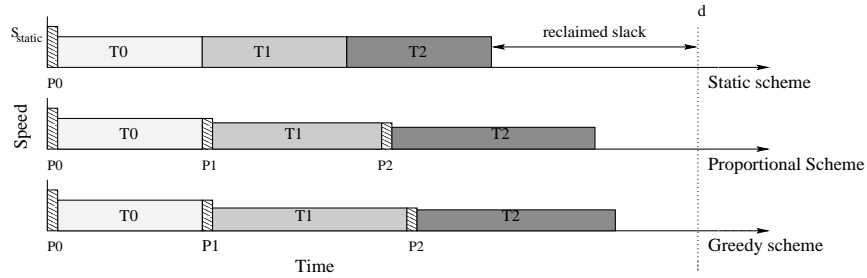 d
S_static
reclaimed slack
T0 T1 T2
P0
Static scheme
Speed
T0 T1 T2
P0 P1 P2
Proportional Scheme
T0 T1 T2
P0 P1 P2
Greedy scheme
Time